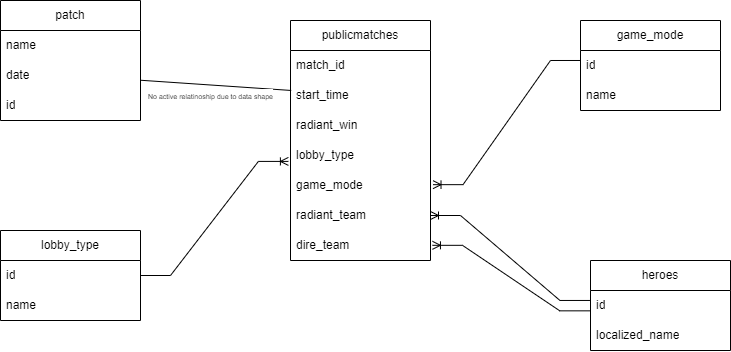 patch
name
date
id
No active relatinoship due to data shape
publicmatches
match_id
start_time
radiant_win
lobby_type
game_mode
radiant_team
dire_team
game_mode
id
name
lobby_type
id
name
heroes
id
localized_name